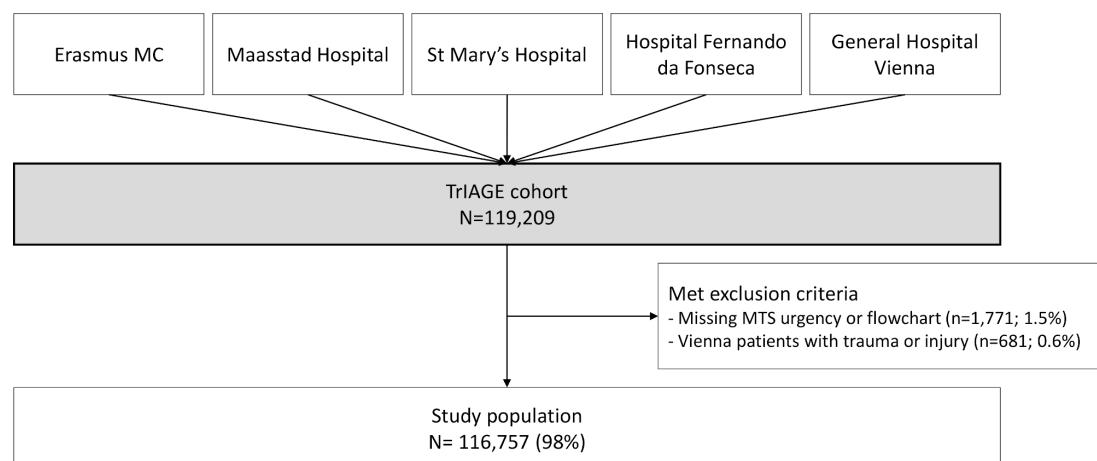 Erasmus MC
Maasstad Hospital
St Mary's Hospital
Hospital Fernando
da Fonseca
General Hospital
Vienna
TrIAGE cohort
N=119,209
Met exclusion criteria
- Missing MTS urgency or flowchart (n=1,771; 1.5%)
- Vienna patients with trauma or injury (n=681; 0.6%)
Study population
N= 116,757 (98%)